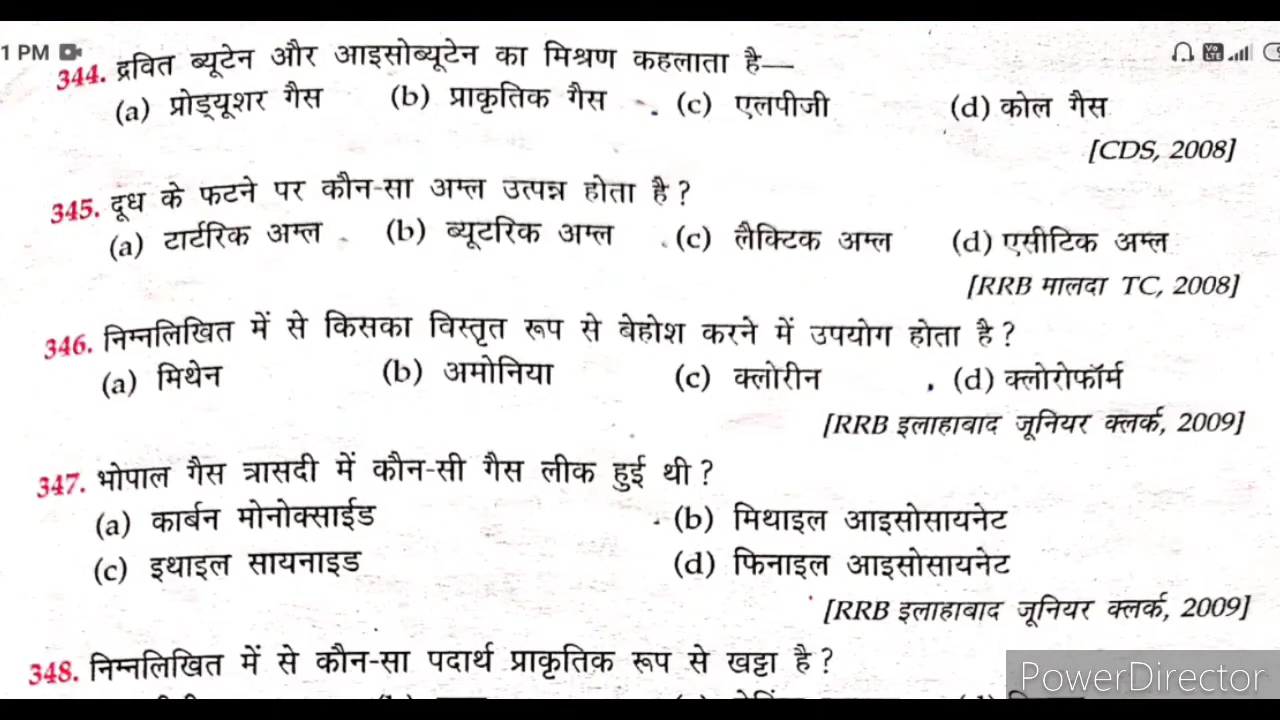 1 PM
344. द्रवित ब्यूटेन और आइसोब्यूटेन का मिश्रण कहलाता है—
(a) प्रोड्यूशर गैस (b) प्राकृतिक गैस (c) एलपीजी (d) कोल गैस
[CDS, 2008]
345. दूध के फटने पर कौन-सा अम्ल उत्पन्न होता है ?
(a) टार्टरिक अम्ल (b) ब्यूटरिक अम्ल (c) लैक्टिक अम्ल (d) एसीटिक अम्ल
[RRB मालदा TC, 2008]
346. निम्नलिखित में से किसका विस्तृत रूप से बेहोश करने में उपयोग होता है ?
(a) मिथेन (b) अमोनिया (c) क्लोरीन (d) क्लोरोफॉर्म
[RRB इलाहाबाद जूनियर क्लर्क, 2009]
347. भोपाल गैस त्रासदी में कौन-सी गैस लीक हुई थी ?
(a) कार्बन मोनोक्साईड (b) मिथाइल आइसोसायनेट
(c) इथाइल सायनाइड (d) फिनाइल आइसोसायनेट
[RRB इलाहाबाद जूनियर क्लर्क, 2009]
348. निम्नलिखित में से कौन-सा पदार्थ प्राकृतिक रूप से खट्टा है ?
PowerDirector